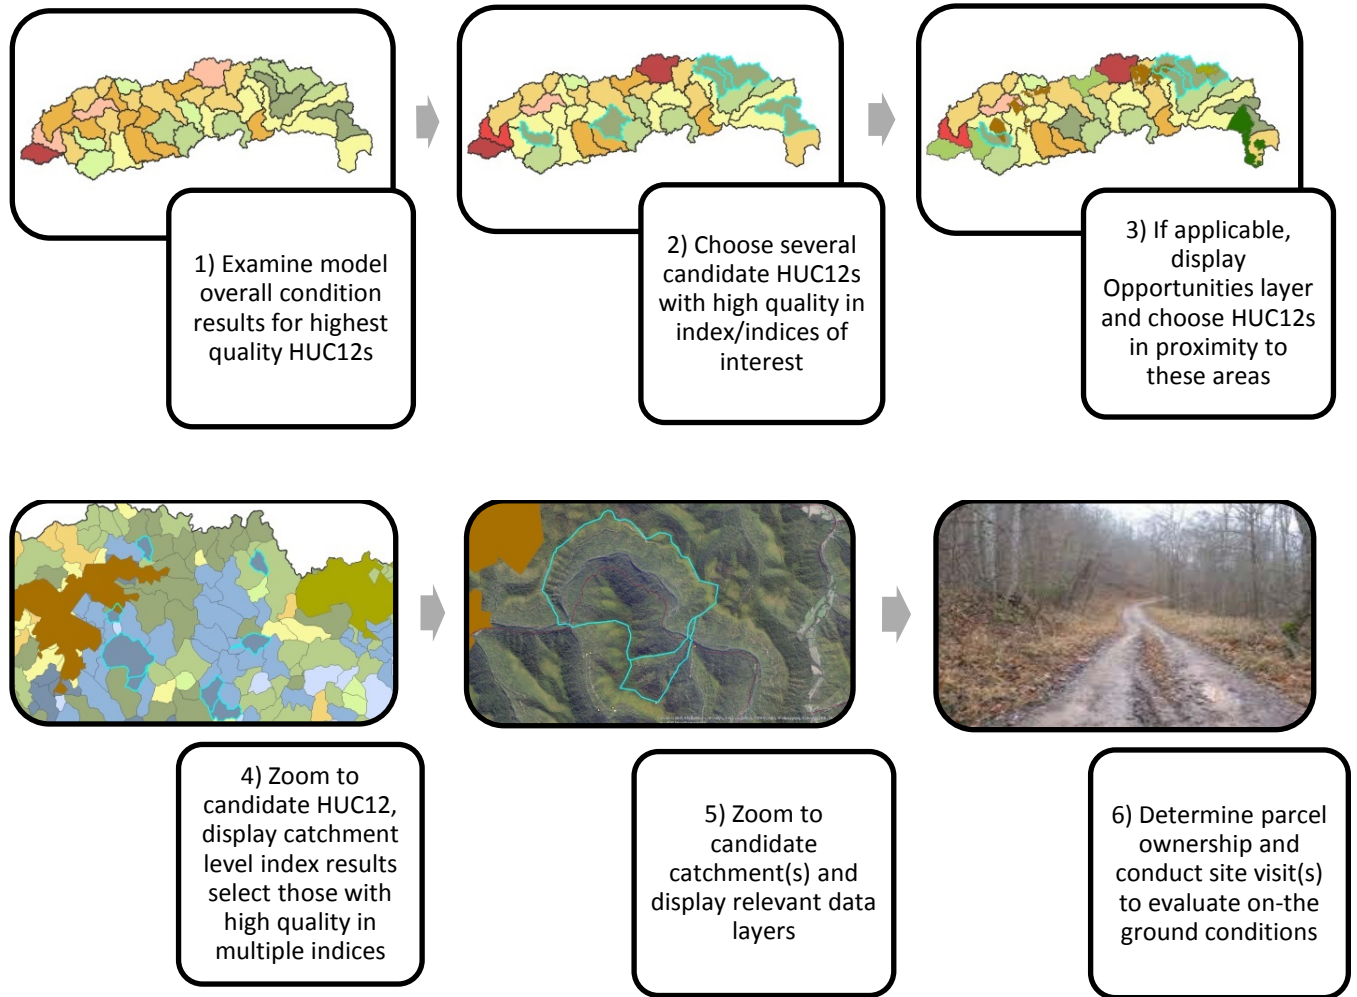 1) Examine model
overall condition
results for highest
quality HUC12s
2) Choose several
candidate HUC12s
with high quality in
index/indices of
interest
3) If applicable,
display
Opportunities layer
and choose HUC12s
in proximity to
these areas
4) Zoom to
candidate HUC12,
display catchment
level index results
select those with
high quality in
multiple indices
5) Zoom to
candidate
catchment(s) and
display relevant data
layers
6) Determine parcel
ownership and
conduct site visit(s)
to evaluate on-the
ground conditions